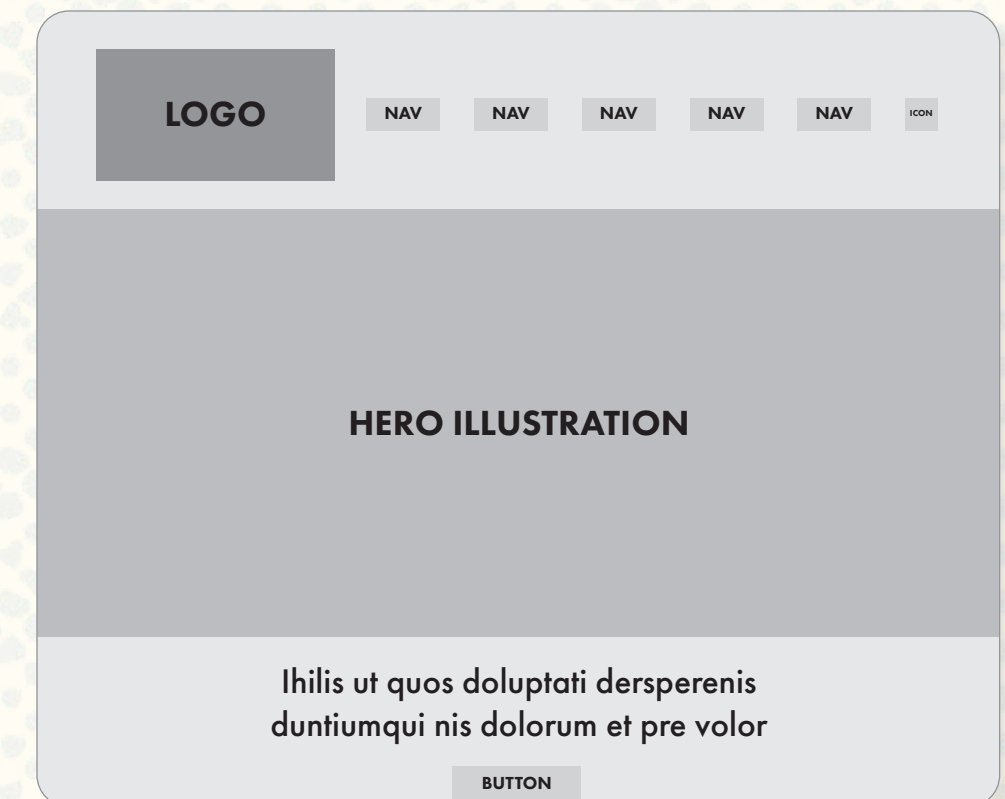 LOGO
NAV NAV NAV NAV NAV ICON
HERO ILLUSTRATION
Ihilis ut quos doluptati dersperenis
duntiumqui nis dolorum et pre volor
BUTTON